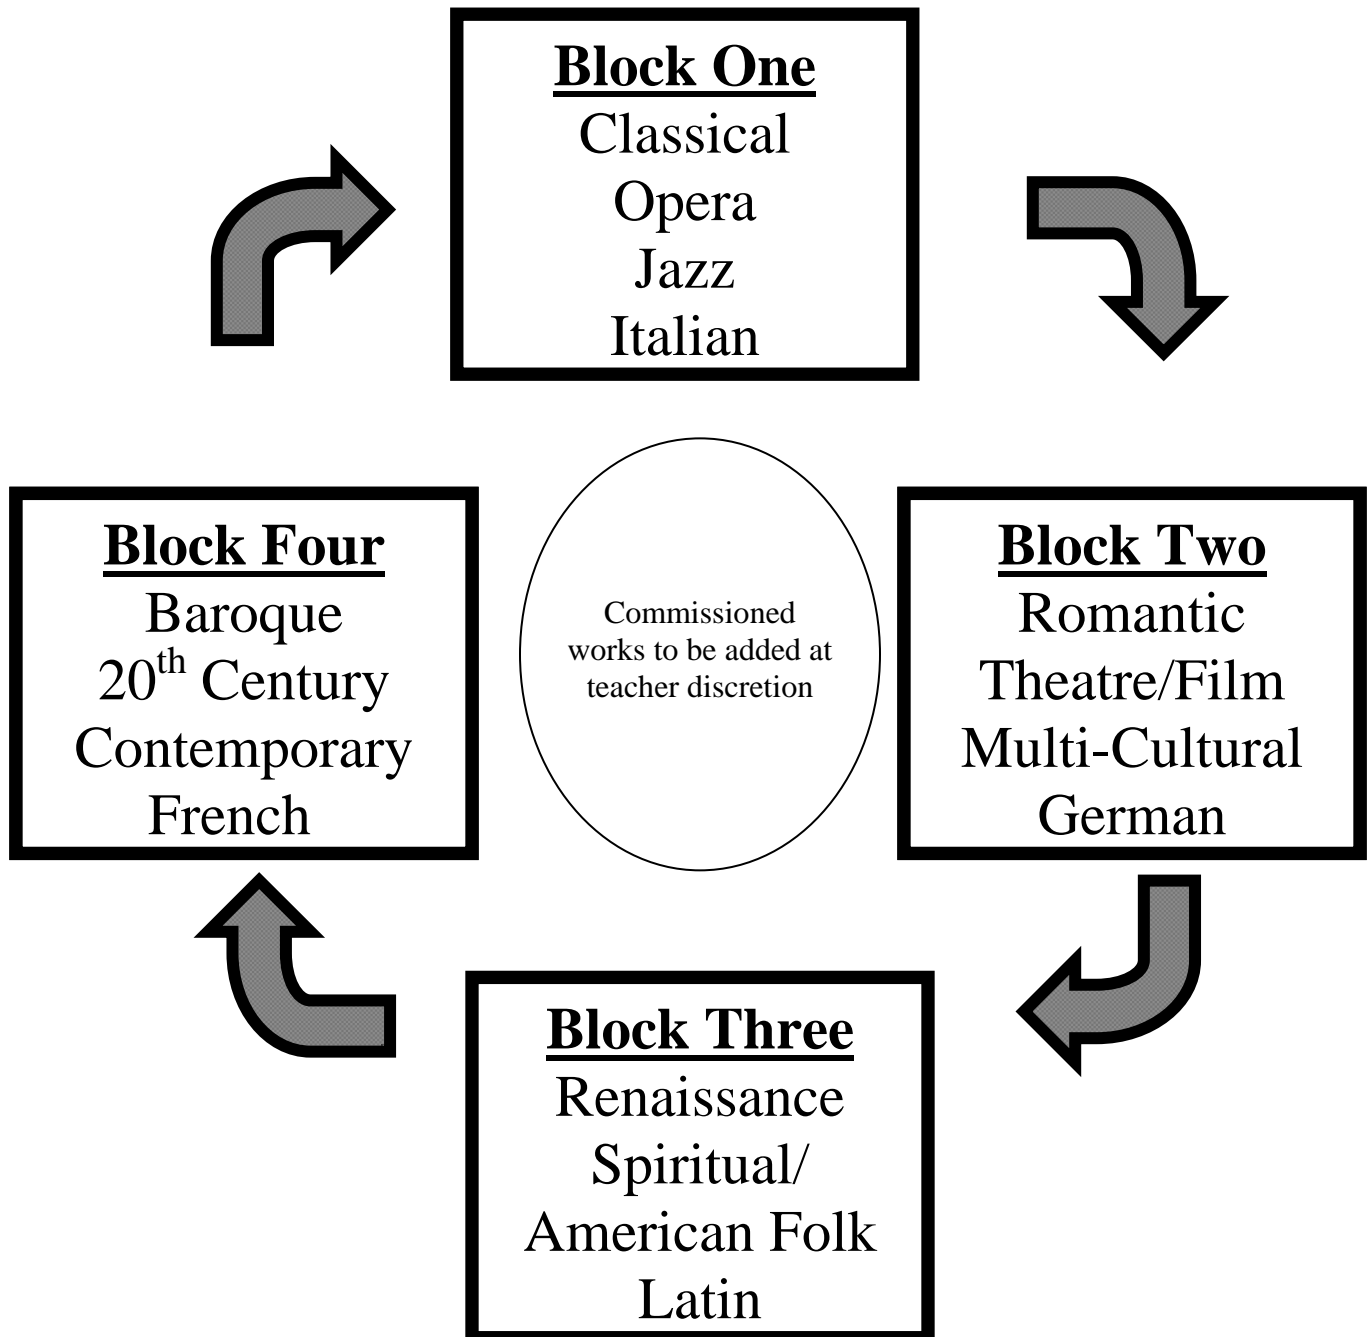 Block One
Classical
Opera
Jazz
Italian
Block Four
Baroque
20th Century
Contemporary
French
Commissioned
works to be added at
teacher discretion
Block Two
Romantic
Theatre/Film
Multi-Cultural
German
Block Three
Renaissance
Spiritual/
American Folk
Latin